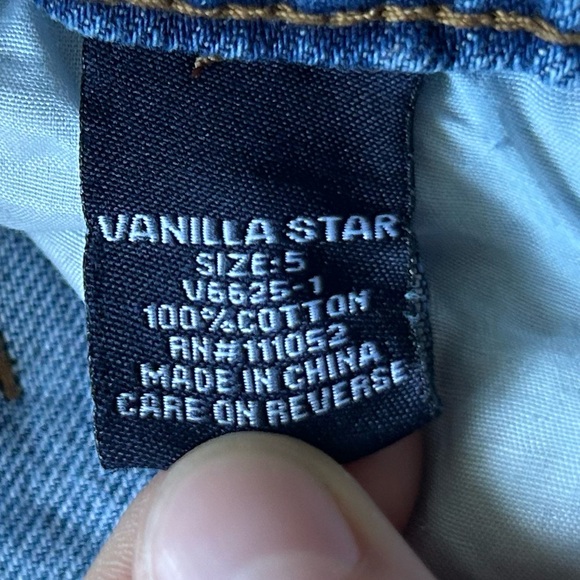 VANILLA STAR
SIZE:5
V6625-1
100%COTTON
RN#111052
MADE IN CHINA
CARE ON REVERSE